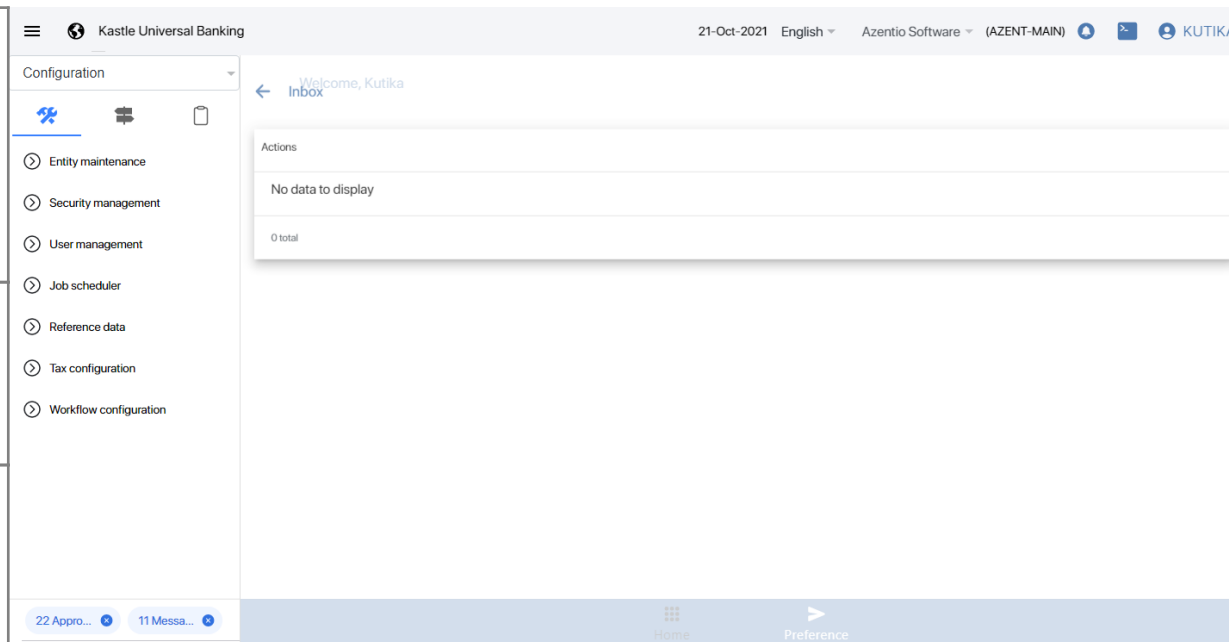 Kastle Universal Banking
21-Oct-2021 English Azentio Software (AZENT-MAIN) KUTIKA
Configuration
Welcome, Kutika
Inbox
Actions
Entity maintenance
No data to display
Security management
0 total
User management
Job scheduler
Reference data
Tax configuration
Workflow configuration
22 Appro... 11 Messa...
Home Preference